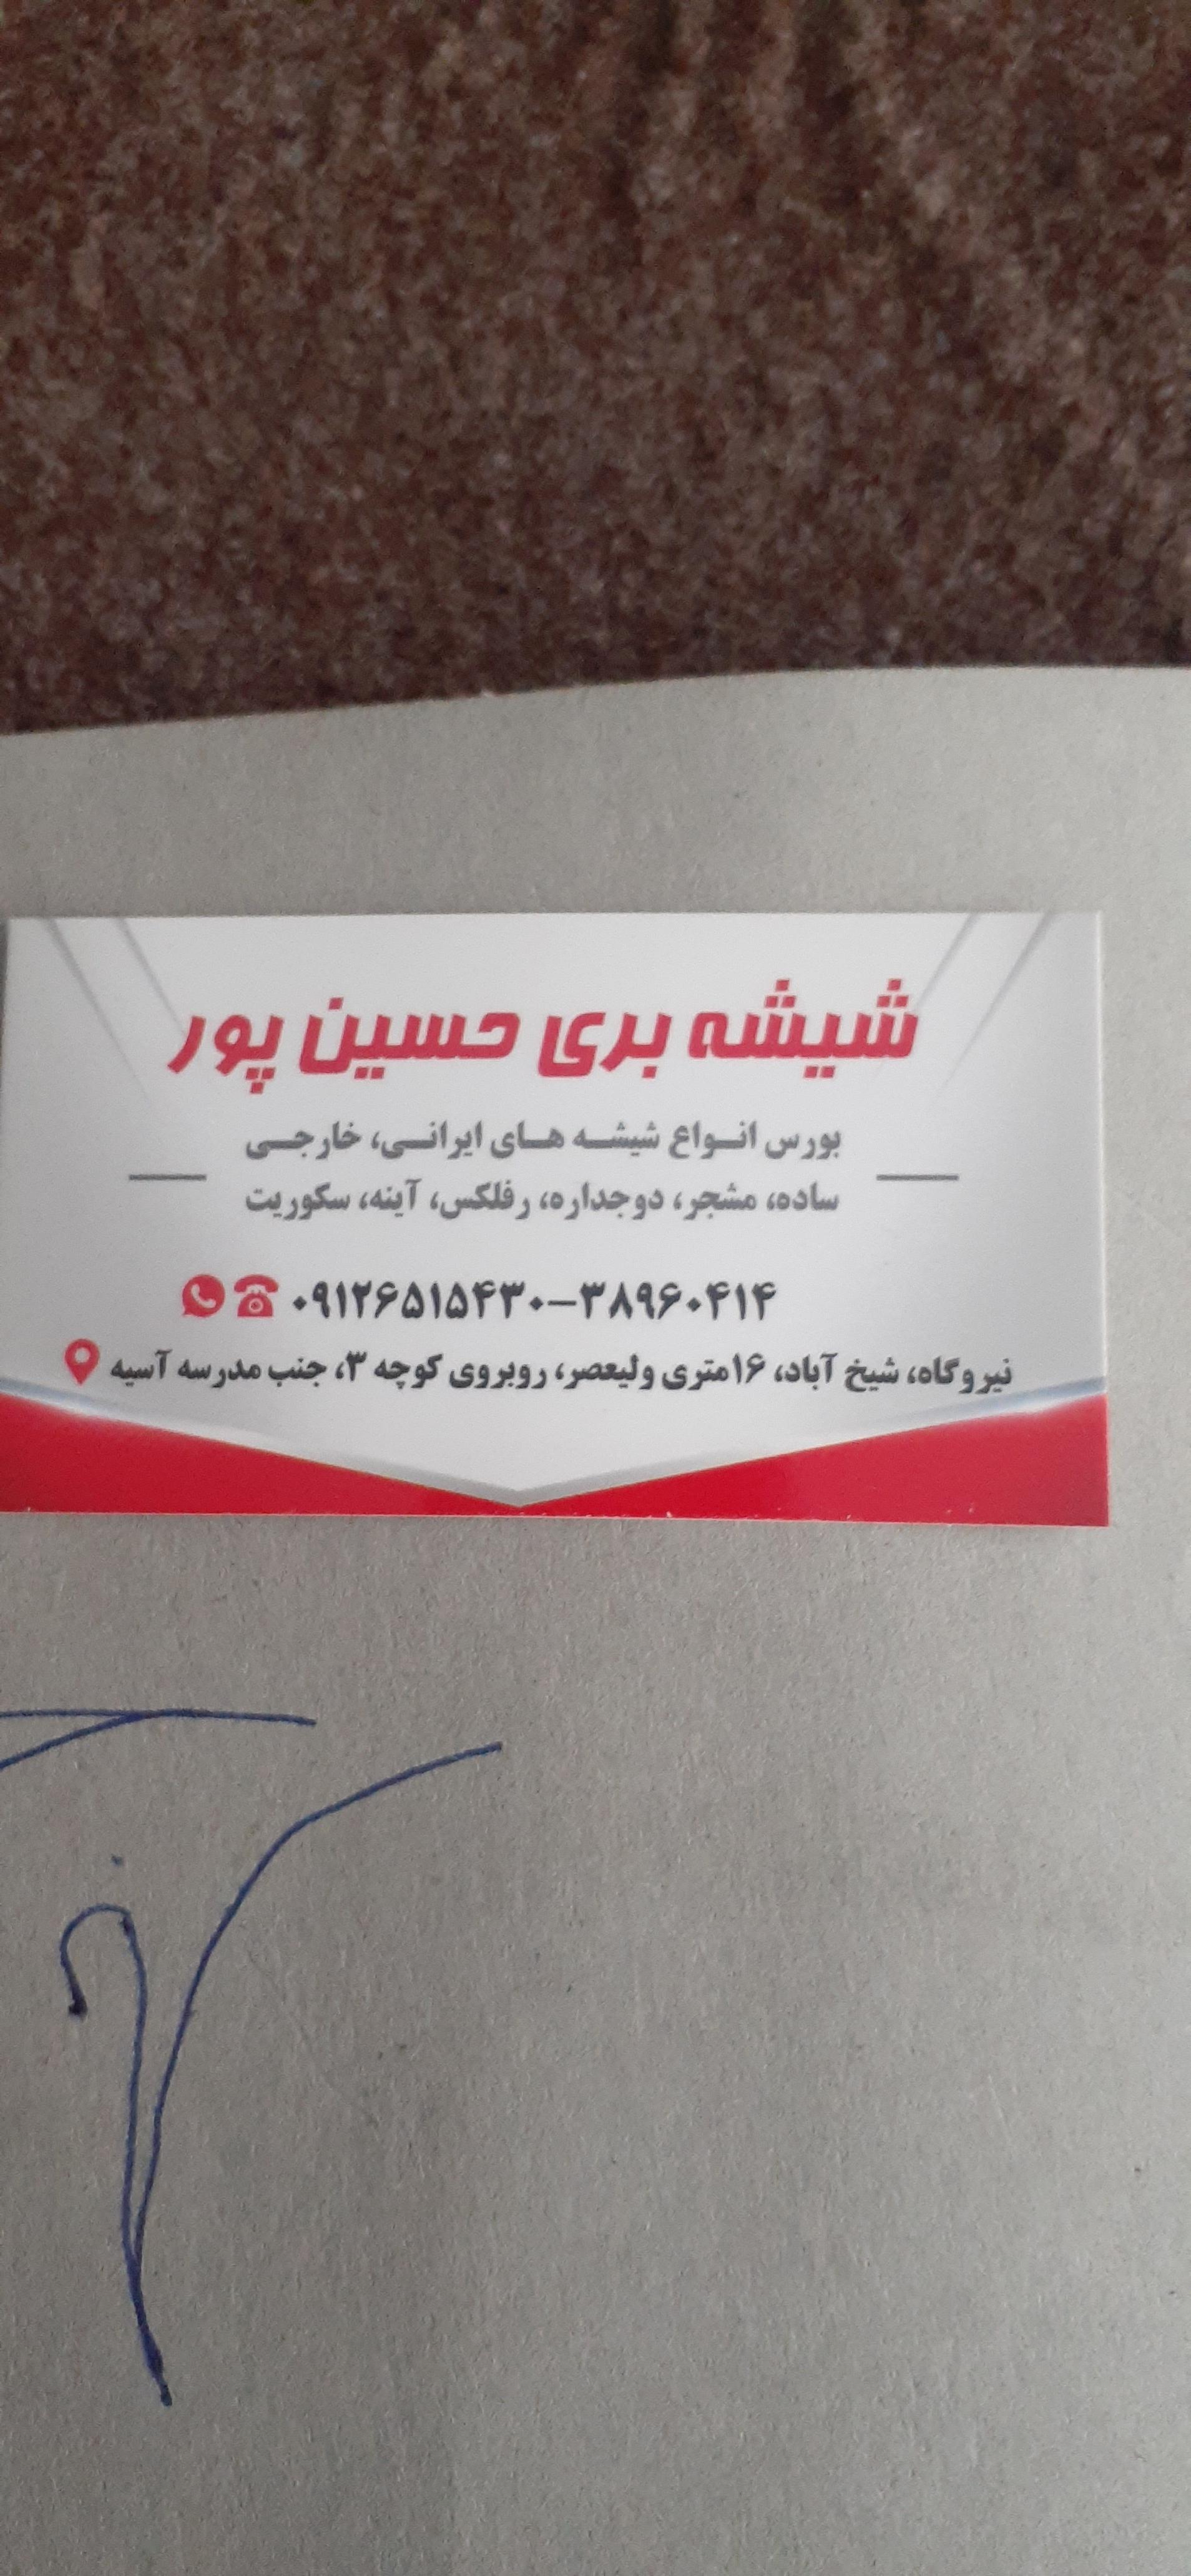 شیشه بری حسین پور
بورس انواع شیشه های ایرانی، خارجی
ساده، مشجر، دوجداره، رفلکس، آینه، سکوریت
۰۹۱۲۶۵۱۵۴۳۰-۳۸۹۶۰۴۱۴
نیروگاه، شیخ آباد، ۱۶متری ولیعصر، روبروی کوچه ۳، جنب مدرسه آسیه